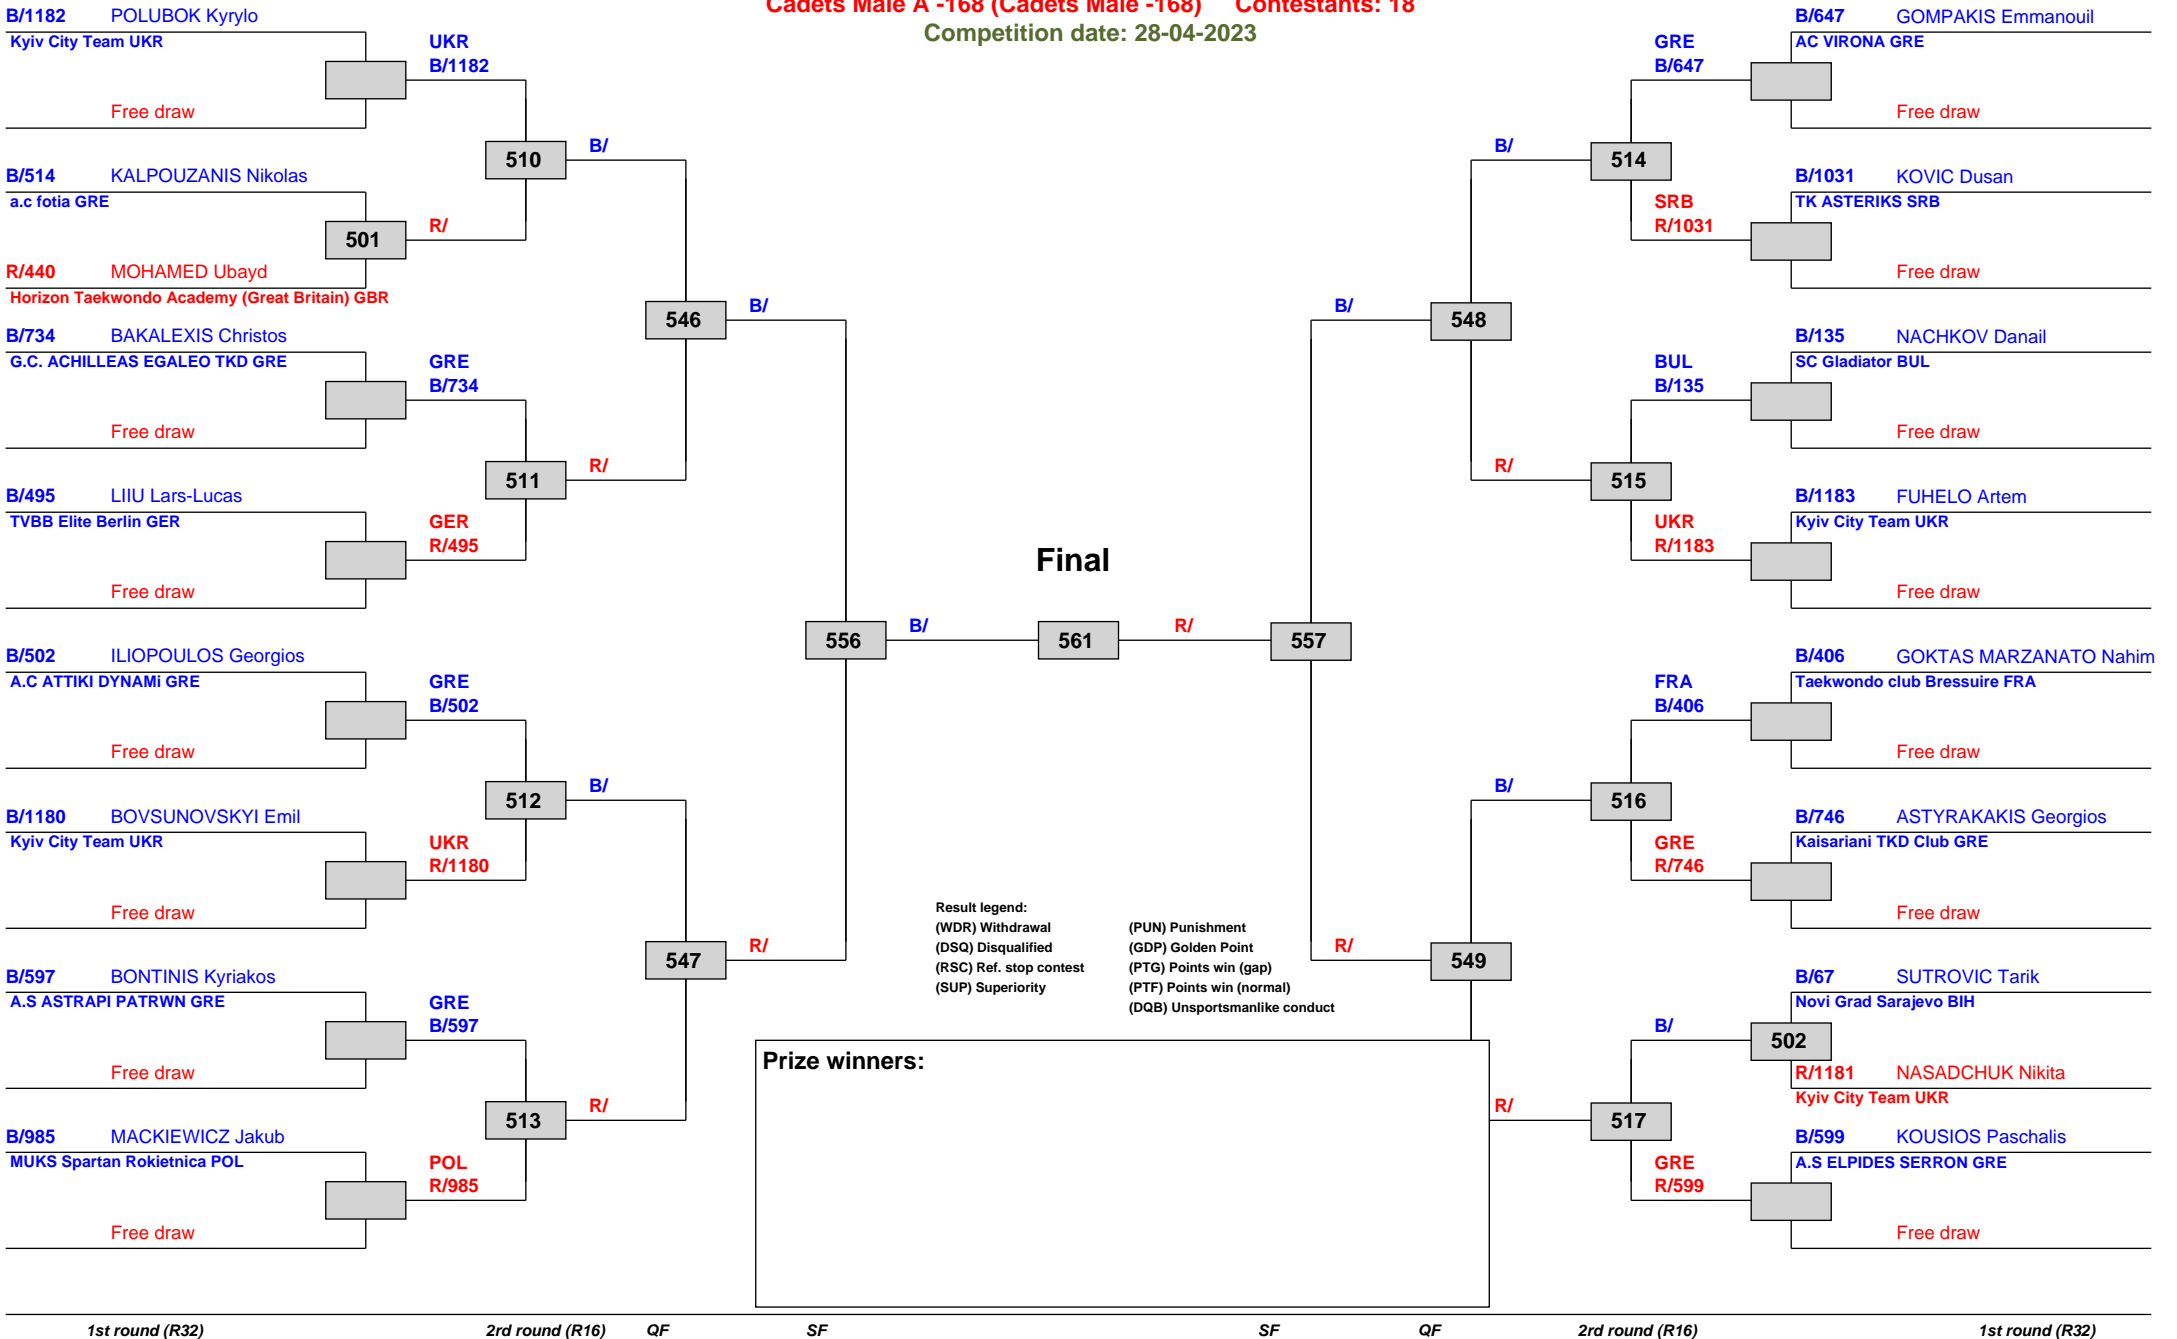 Cadets Male A -168 (Cadets Male -168) Contestants: 18
Competition date: 28-04-2023
B/1182 POLUBOK Kyrylo
Kyiv City Team UKR
Free draw
UKR
B/1182
B/514 KALPOUZANIS Nikolas
a.c fotia GRE
501
R/440 MOHAMED Ubayd
Horizon Taekwondo Academy (Great Britain) GBR
R/
510
B/
B/734 BAKALEXIS Christos
G.C. ACHILLEAS EGALEO TKD GRE
Free draw
GRE
B/734
B/495 LIIU Lars-Lucas
TVBB Elite Berlin GER
Free draw
GER
R/495
511
R/
546
B/
B/502 ILIOPOULOS Georgios
A.C ATTIKI DYNAMi GRE
Free draw
GRE
B/502
B/1180 BOVSUNOVSKYI Emil
Kyiv City Team UKR
Free draw
UKR
R/1180
512
B/
B/597 BONTINIS Kyriakos
A.S ASTRAPI PATRWN GRE
Free draw
GRE
B/597
B/985 MACKIEWICZ Jakub
MUKS Spartan Rokietnica POL
Free draw
POL
R/985
513
R/
547
R/
556
B/
Final
561
R/
557
B/647 GOMPAKIS Emmanouil
AC VIRONA GRE
Free draw
GRE
B/647
B/1031 KOVIC Dusan
TK ASTERIKS SRB
Free draw
SRB
R/1031
514
B/
B/135 NACHKOV Danail
SC Gladiator BUL
Free draw
BUL
B/135
B/1183 FUHELO Artem
Kyiv City Team UKR
Free draw
UKR
R/1183
515
R/
548
B/
B/406 GOKTAS MARZANATO Nahim
Taekwondo club Bressuire FRA
Free draw
FRA
B/406
B/746 ASTYRAKAKIS Georgios
Kaisariani TKD Club GRE
Free draw
GRE
R/746
516
B/
B/67 SUTROVIC Tarik
Novi Grad Sarajevo BIH
502
R/1181 NASADCHUK Nikita
Kyiv City Team UKR
B/
B/599 KOUSIOS Paschalis
A.S ELPIDES SERRON GRE
Free draw
GRE
R/599
517
R/
549
R/
Result legend:
(WDR) Withdrawal
(DSQ) Disqualified
(RSC) Ref. stop contest
(SUP) Superiority
(PUN) Punishment
(GDP) Golden Point
(PTG) Points win (gap)
(PTF) Points win (normal)
(DQB) Unsportsmanlike conduct
Prize winners:
1st round (R32) 2rd round (R16) QF SF SF QF 2rd round (R16) 1st round (R32)